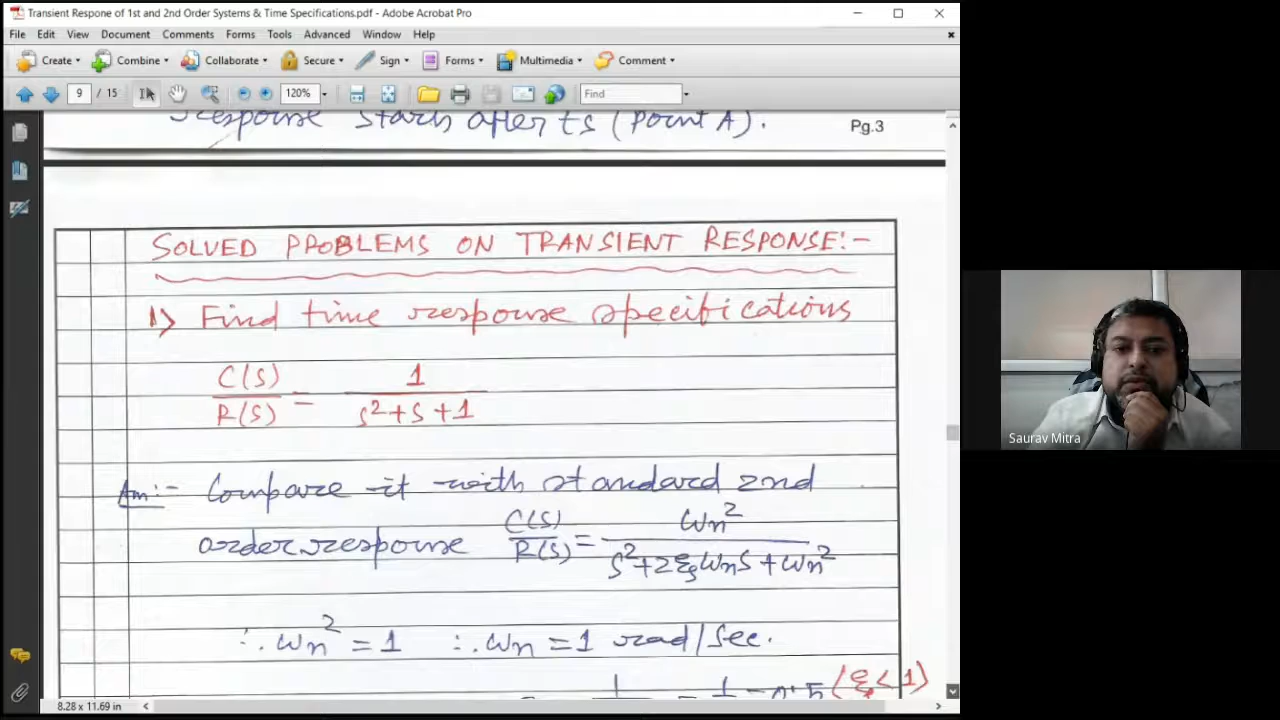 Transient Respone of 1st and 2nd Order Systems & Time Specifications.pdf - Adobe Acrobat Pro
File Edit View Document Comments Forms Tools Advanced Window Help
Create Combine Collaborate Secure Sign Forms Multimedia Comment
9 / 15 120% Find
response starts after ts (Point A). Pg.3
SOLVED PROBLEMS ON TRANSIENT RESPONSE:-
1) Find time response specifications
C(S)/R(S) = 1/(s²+s+1)
Ans:- Compare it with standard 2nd
order response C(S)/R(S) = ωn²/(s²+2ξωns+ωn²)
∴ ωn² = 1 ∴ ωn = 1 rad/sec.
(ξ<1)
8.28 x 11.69 in
Saurav Mitra